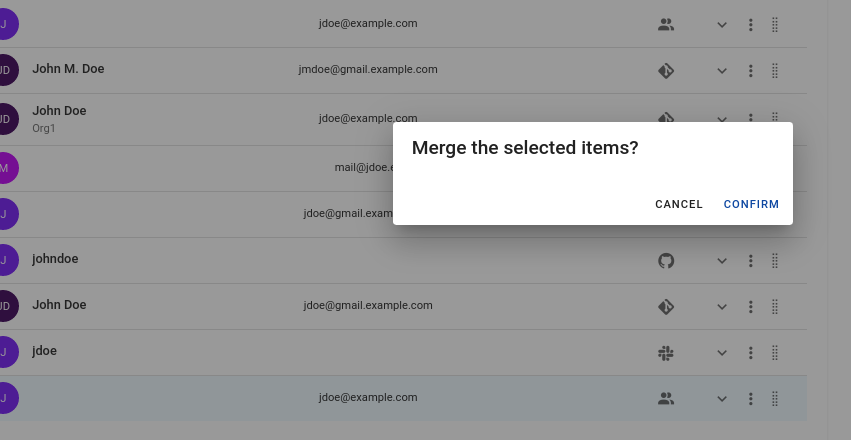 J jdoe@example.com
JD John M. Doe jmdoe@gmail.example.com
JD John Doe jdoe@example.com
Org1
Merge the selected items?
M mail@jdoe.e
CANCEL CONFIRM
J jdoe@gmail.exam
J johndoe
JD John Doe jdoe@gmail.example.com
J jdoe
J jdoe@example.com